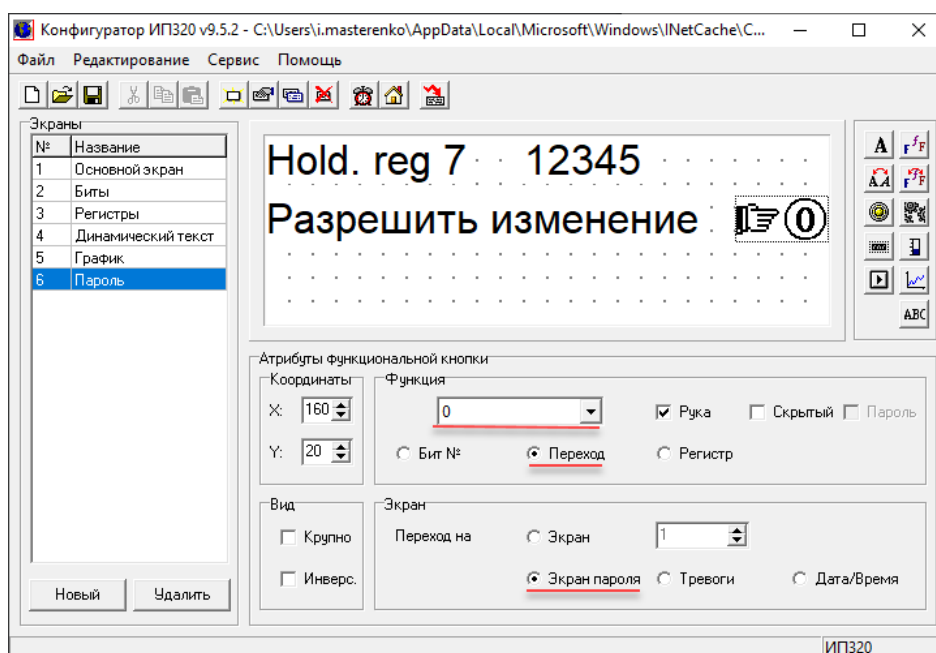 Конфигуратор ИП320 v9.5.2 - C:\Users\i.masterenko\AppData\Local\Microsoft\Windows\INetCache\C...
Файл Редактирование Сервис Помощь
Экраны
№ Название
1 Основной экран
2 Биты
3 Регистры
4 Динамический текст
5 График
6 Пароль
Новый Удалить
Hold. reg 7 12345
Разрешить изменение 0
A FfF
AA FfF
ABC
Атрибуты функциональной кнопки
Координаты
X: 160
Y: 20
Функция
0 Рука Скрытый Пароль
Бит № Переход Регистр
Вид
Крупно
Инверс.
Экран
Переход на Экран 1
Экран пароля Тревоги Дата/Время
ИП320